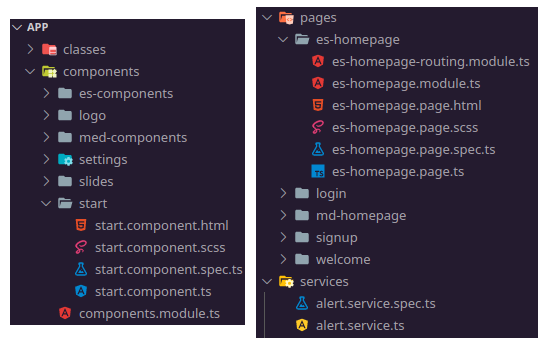 APP
classes
components
es-components
logo
med-components
settings
slides
start
start.component.html
start.component.scss
start.component.spec.ts
start.component.ts
components.module.ts
pages
es-homepage
es-homepage-routing.module.ts
es-homepage.module.ts
es-homepage.page.html
es-homepage.page.scss
es-homepage.page.spec.ts
TS es-homepage.page.ts
login
md-homepage
signup
welcome
services
alert.service.spec.ts
alert.service.ts